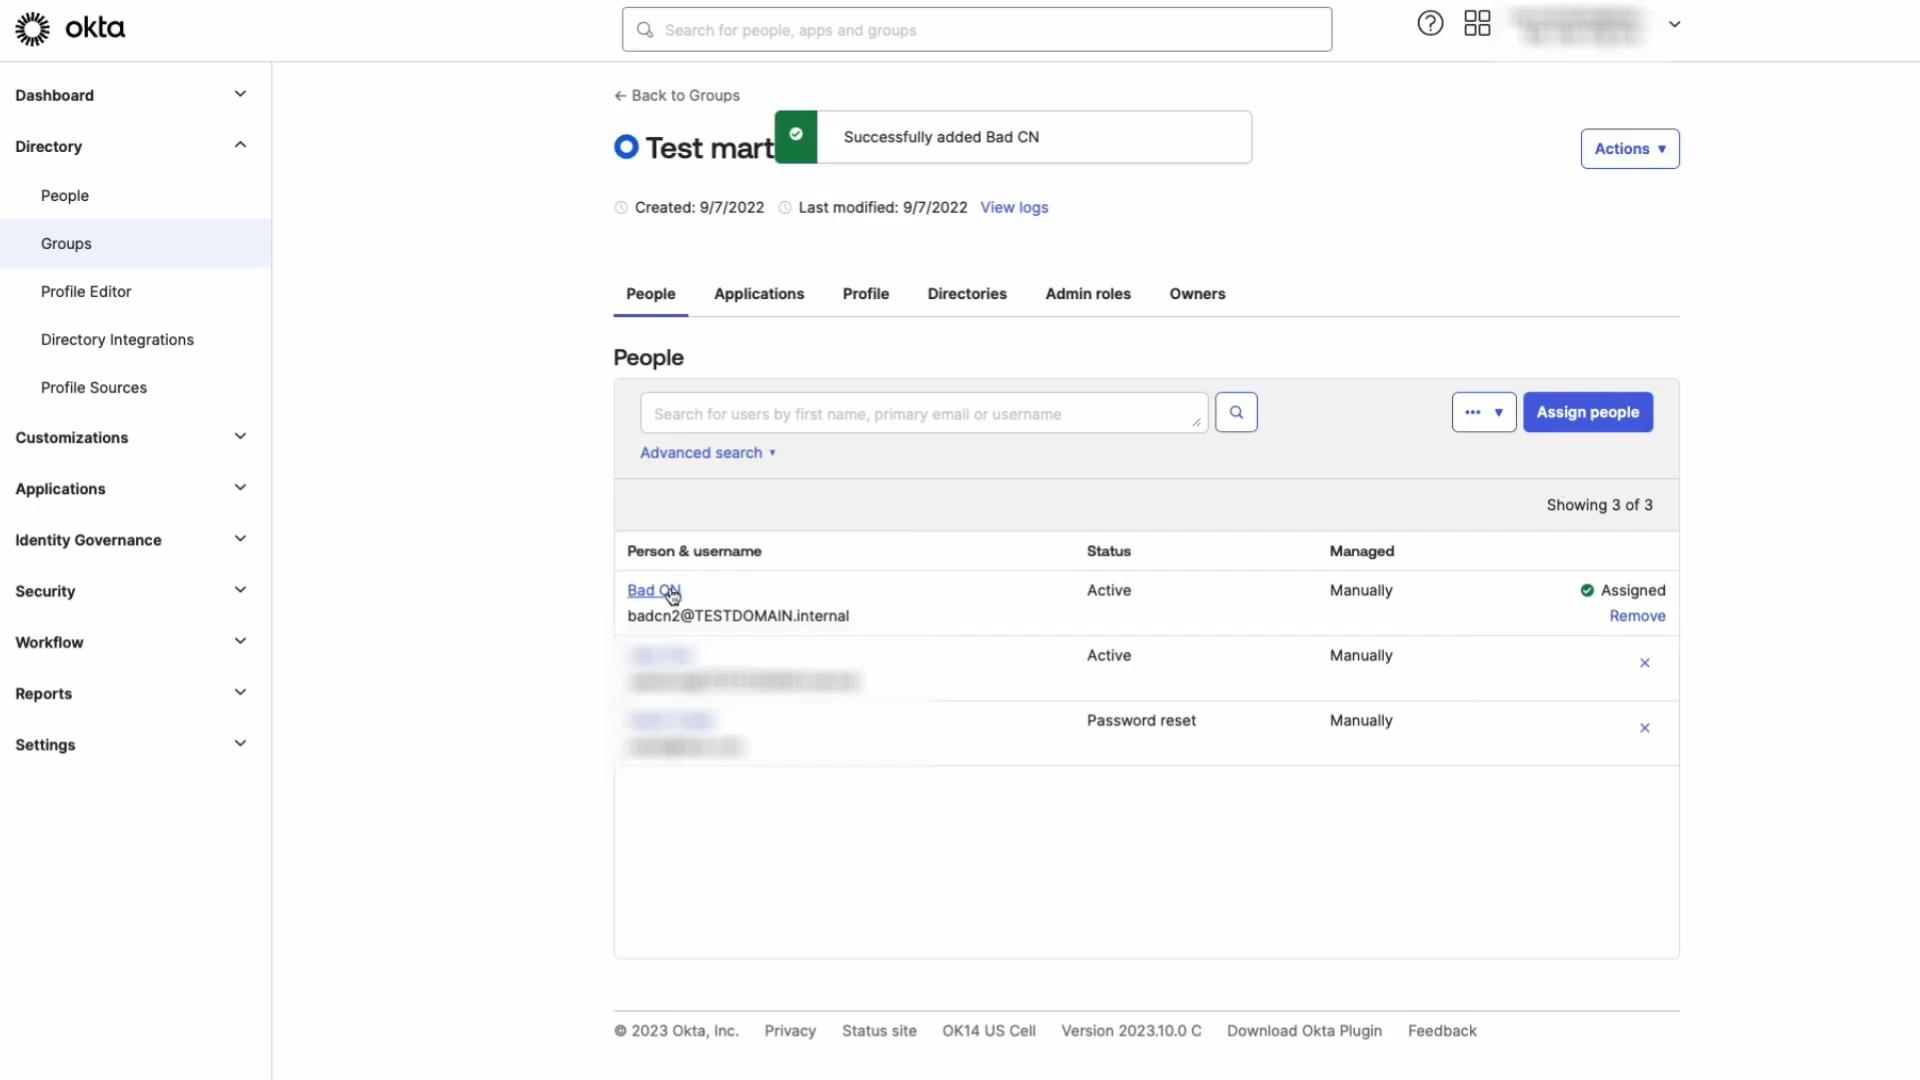 okta
Search for people, apps and groups
Dashboard
Directory
People
Groups
Profile Editor
Directory Integrations
Profile Sources
Customizations
Applications
Identity Governance
Security
Workflow
Reports
Settings
← Back to Groups
Test mart
Successfully added Bad CN
Actions ▼
Created: 9/7/2022 Last modified: 9/7/2022 View logs
People Applications Profile Directories Admin roles Owners
People
Search for users by first name, primary email or username
••• ▼
Assign people
Advanced search ▼
Showing 3 of 3
Person & username Status Managed
Bad CN Active Manually Assigned
badcn2@TESTDOMAIN.internal Remove
Active Manually ×
Password reset Manually ×
© 2023 Okta, Inc. Privacy Status site OK14 US Cell Version 2023.10.0 C Download Okta Plugin Feedback